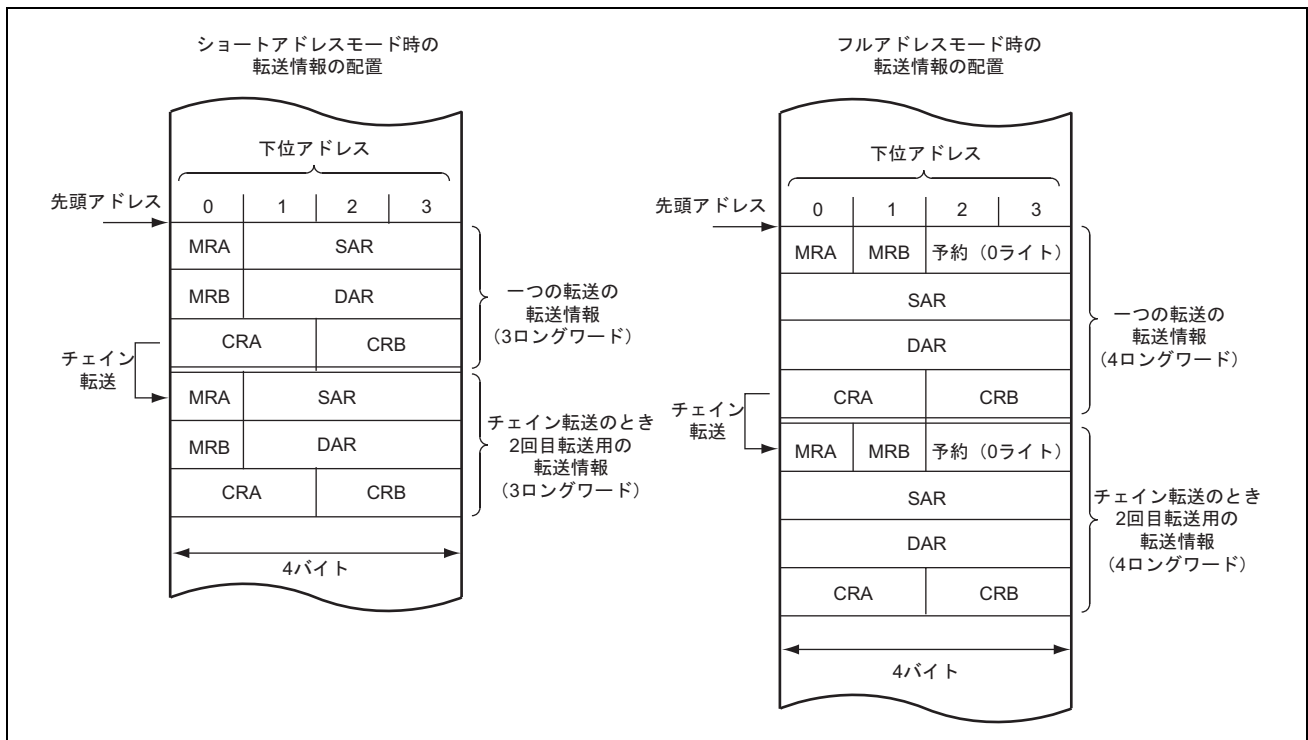 ショートアドレスモード時の
転送情報の配置
下位アドレス
先頭アドレス
0 1 2 3
MRA SAR
MRB DAR
CRA CRB
一つの転送の
転送情報
（3ロングワード）
チェイン
転送
MRA SAR
MRB DAR
CRA CRB
チェイン転送のとき
2回目転送用の
転送情報
（3ロングワード）
4バイト
フルアドレスモード時の
転送情報の配置
下位アドレス
先頭アドレス
0 1 2 3
MRA MRB 予約（0ライト）
SAR
DAR
CRA CRB
一つの転送の
転送情報
（4ロングワード）
チェイン
転送
MRA MRB 予約（0ライト）
SAR
DAR
CRA CRB
チェイン転送のとき
2回目転送用の
転送情報
（4ロングワード）
4バイト